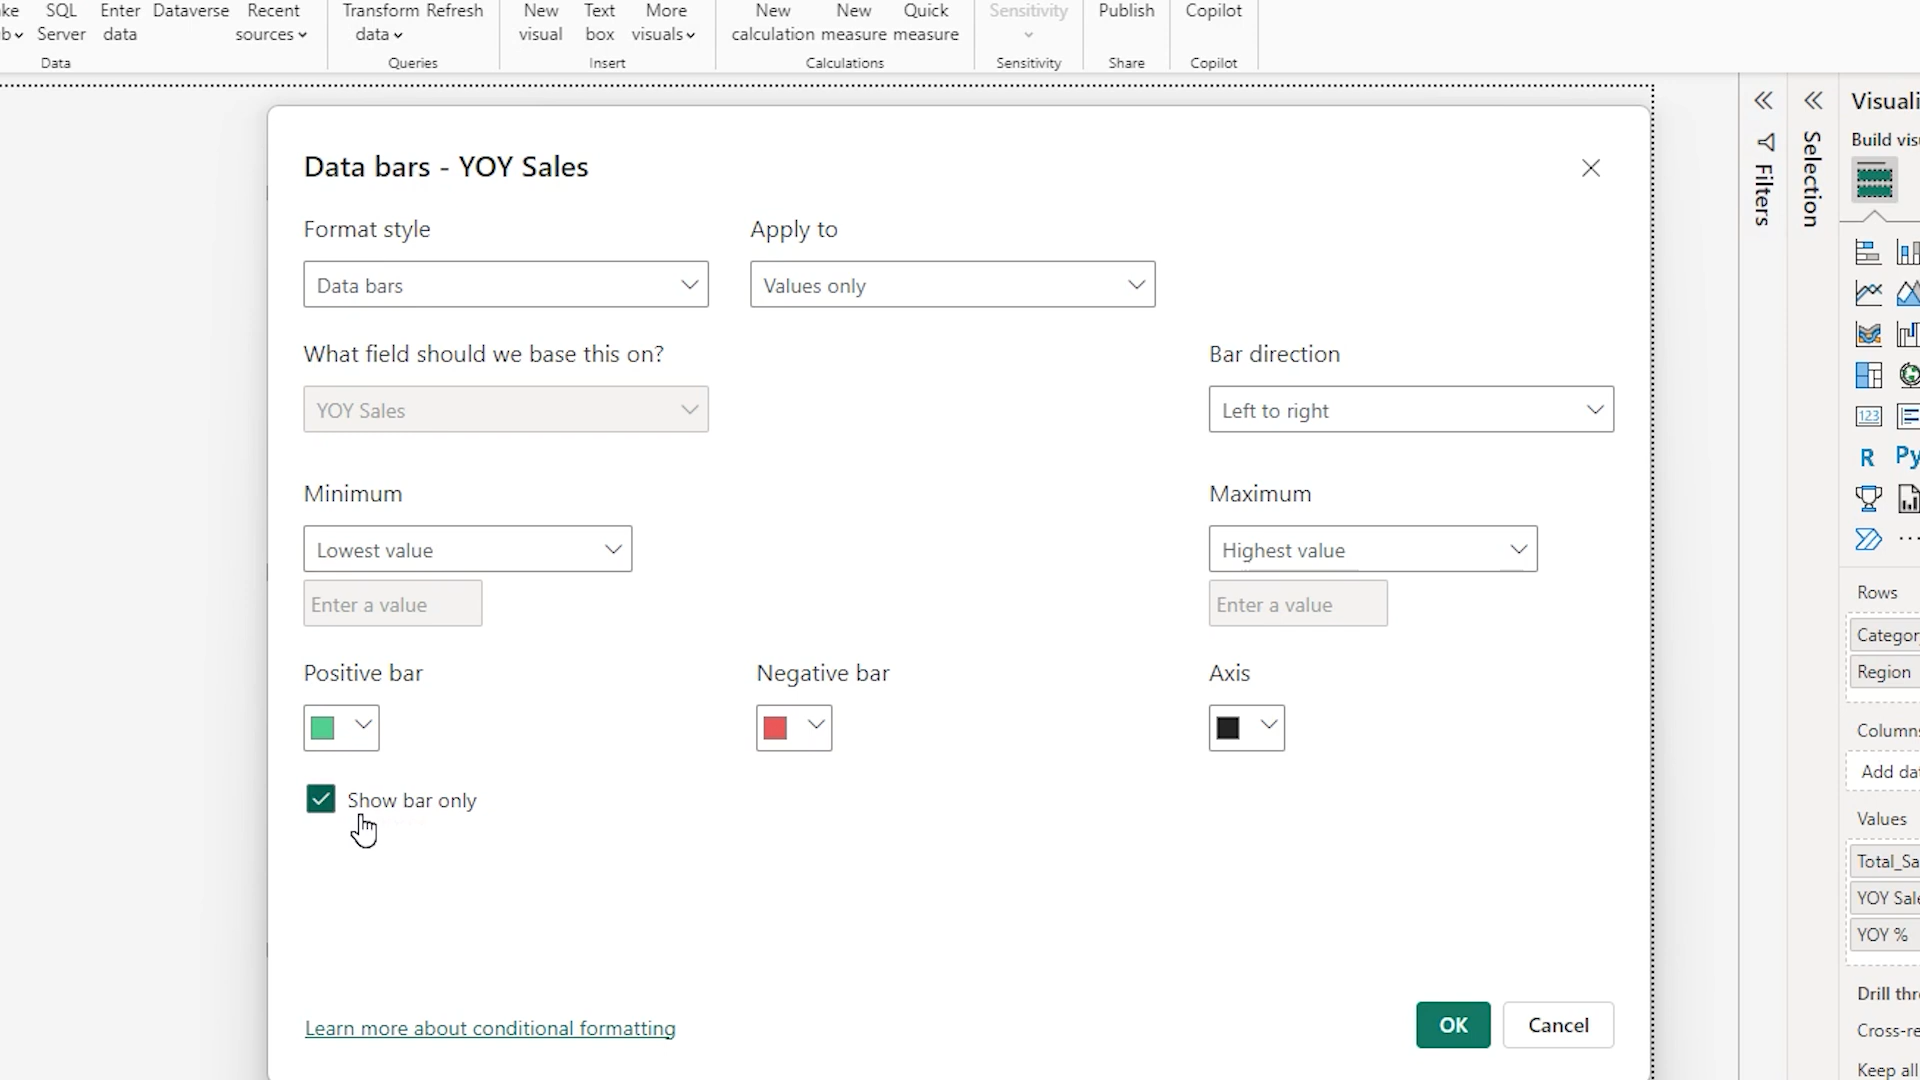 SQL
Server
Enter
data
Dataverse
Recent
sources
Transform
data
Refresh
New
visual
Text
box
More
visuals
New
calculation
New
measure
Quick
measure
Sensitivity
Publish
Copilot
Data
Queries
Insert
Calculations
Sensitivity
Share
Copilot
Data bars - YOY Sales
Format style
Apply to
Data bars
Values only
What field should we base this on?
Bar direction
YOY Sales
Left to right
Minimum
Maximum
Lowest value
Highest value
Enter a value
Enter a value
Positive bar
Negative bar
Axis
Show bar only
Learn more about conditional formatting
OK
Cancel
Filters
Selection
Visuali
Build vis
123
R
Py
Rows
Categor
Region
Columns
Add dat
Values
Total_Sa
YOY Sale
YOY %
Drill thr
Cross-re
Keep all